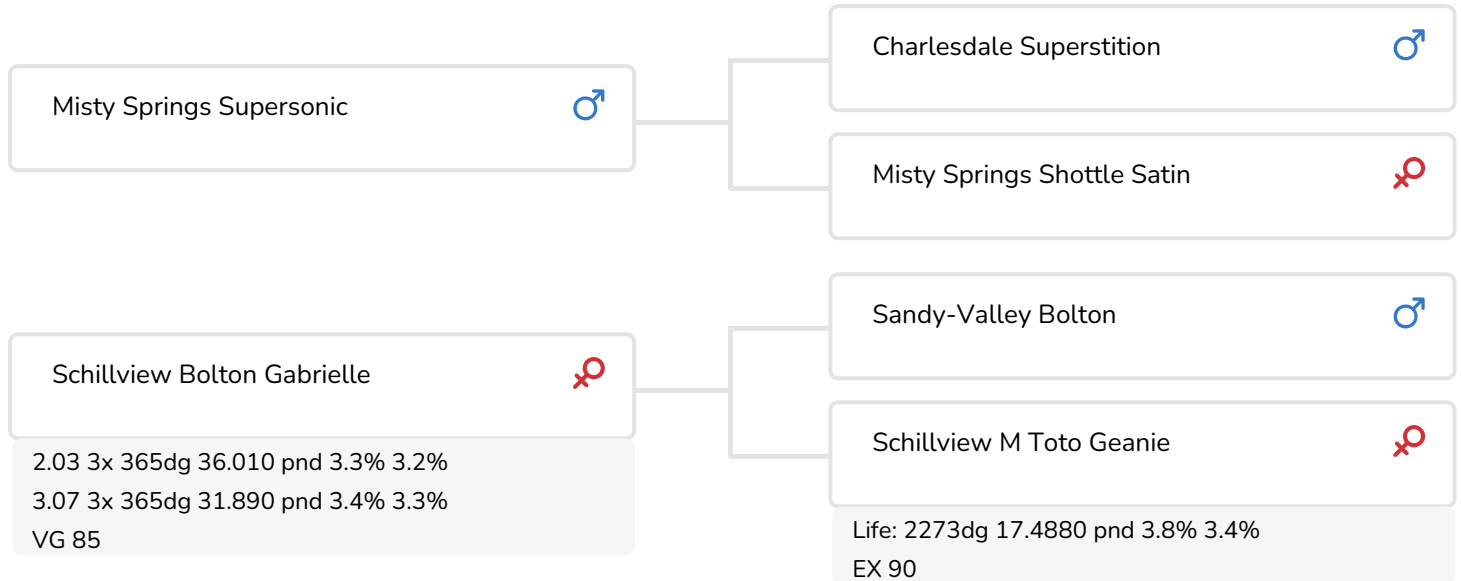 Misty Springs Supersonic
Charlesdale Superstition
Misty Springs Shottle Satin
Schillview Bolton Gabrielle
2.03 3x 365dg 36.010 pnd 3.3% 3.2%
3.07 3x 365dg 31.890 pnd 3.4% 3.3%
VG 85
Sandy-Valley Bolton
Schillview M Toto Geanie
Life: 2273dg 17.4880 pnd 3.8% 3.4%
EX 90